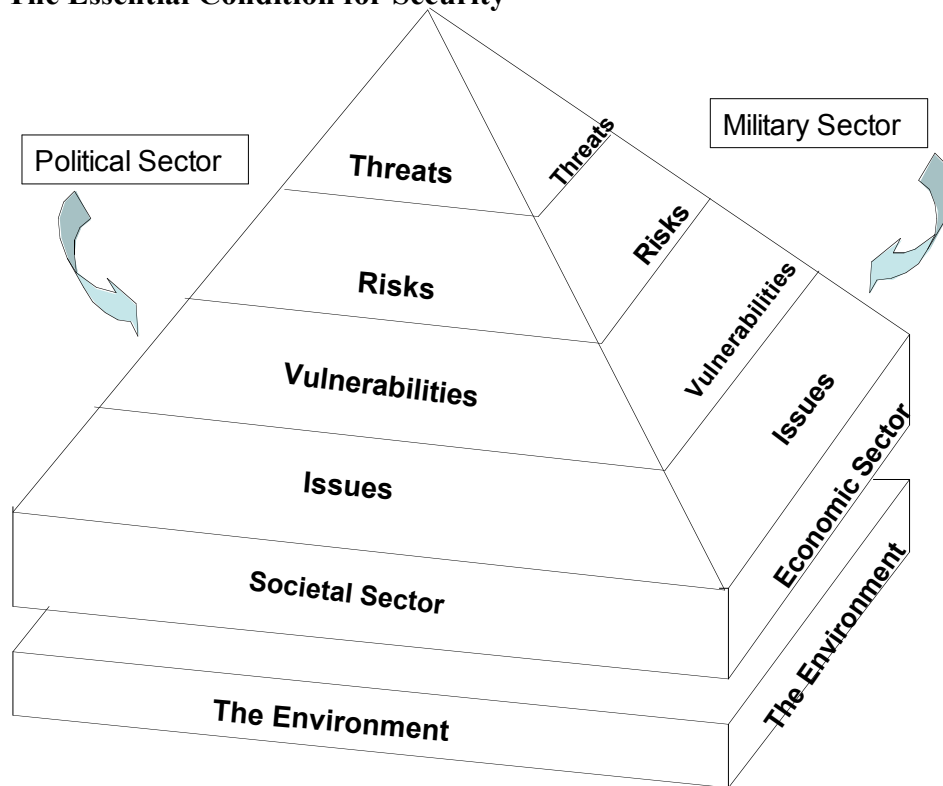 The Essential Condition for Security
Political Sector
Military Sector
Threats
Threats
Risks
Risks
Vulnerabilities
Vulnerabilities
Issues
Issues
Societal Sector
Economic Sector
The Environment
The Environment